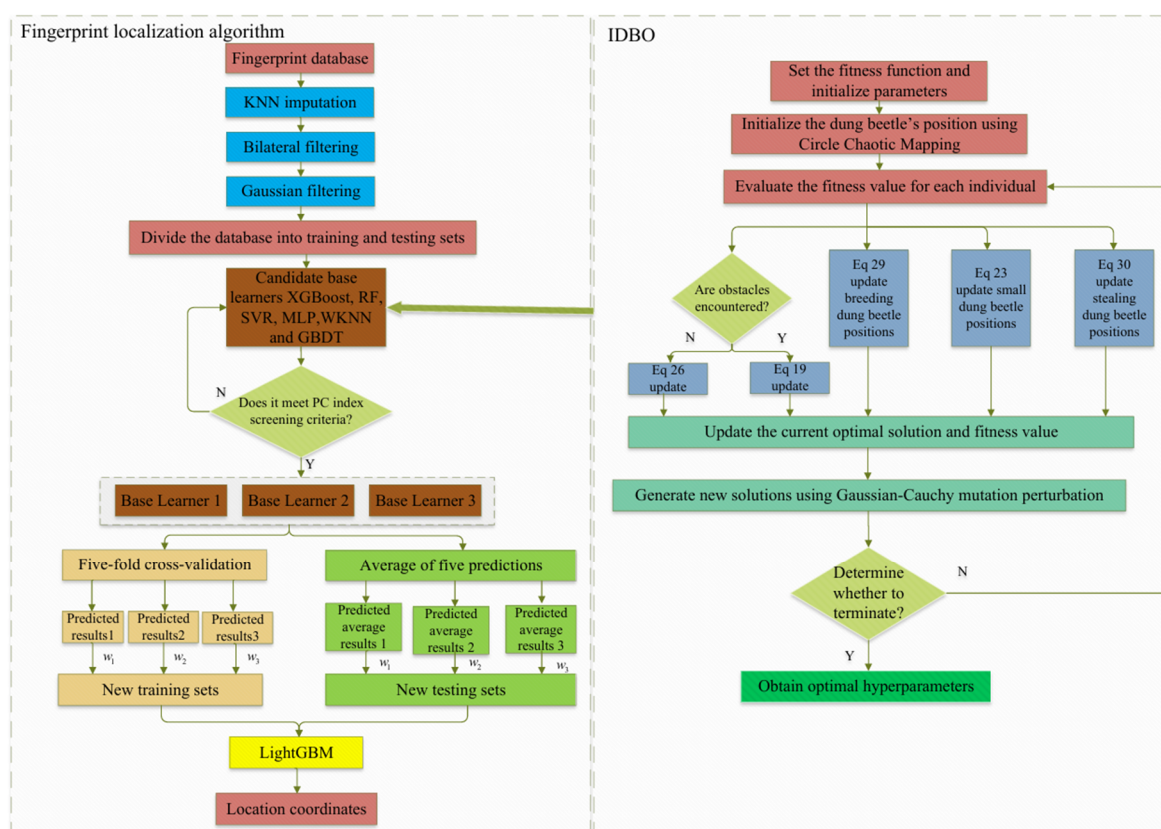 Fingerprint localization algorithm
Fingerprint database
KNN imputation
Bilateral filtering
Gaussian filtering
Divide the database into training and testing sets
Candidate base
learners XGBoost, RF,
SVR, MLP,WKNN
and GBDT
N
Does it meet PC index
screening criteria?
Y
Base Learner 1
Base Learner 2
Base Learner 3
Five-fold cross-validation
Average of five predictions
Predicted
results1
Predicted
results2
Predicted
results3
Predicted
average
results 1
Predicted
average
results 2
Predicted
average
results 3
w₁
w₂
w₃
w₁
w₂
w₃
New training sets
New testing sets
LightGBM
Location coordinates
IDBO
Set the fitness function and
initialize parameters
Initialize the dung beetle's position using
Circle Chaotic Mapping
Evaluate the fitness value for each individual
Are obstacles
encountered?
N
Y
Eq 26
update
Eq 19
update
Eq 29
update
breeding
dung beetle
positions
Eq 23
update small
dung beetle
positions
Eq 30
update
stealing
dung beetle
positions
Update the current optimal solution and fitness value
Generate new solutions using Gaussian-Cauchy mutation perturbation
Determine
whether to
terminate?
N
Y
Obtain optimal hyperparameters